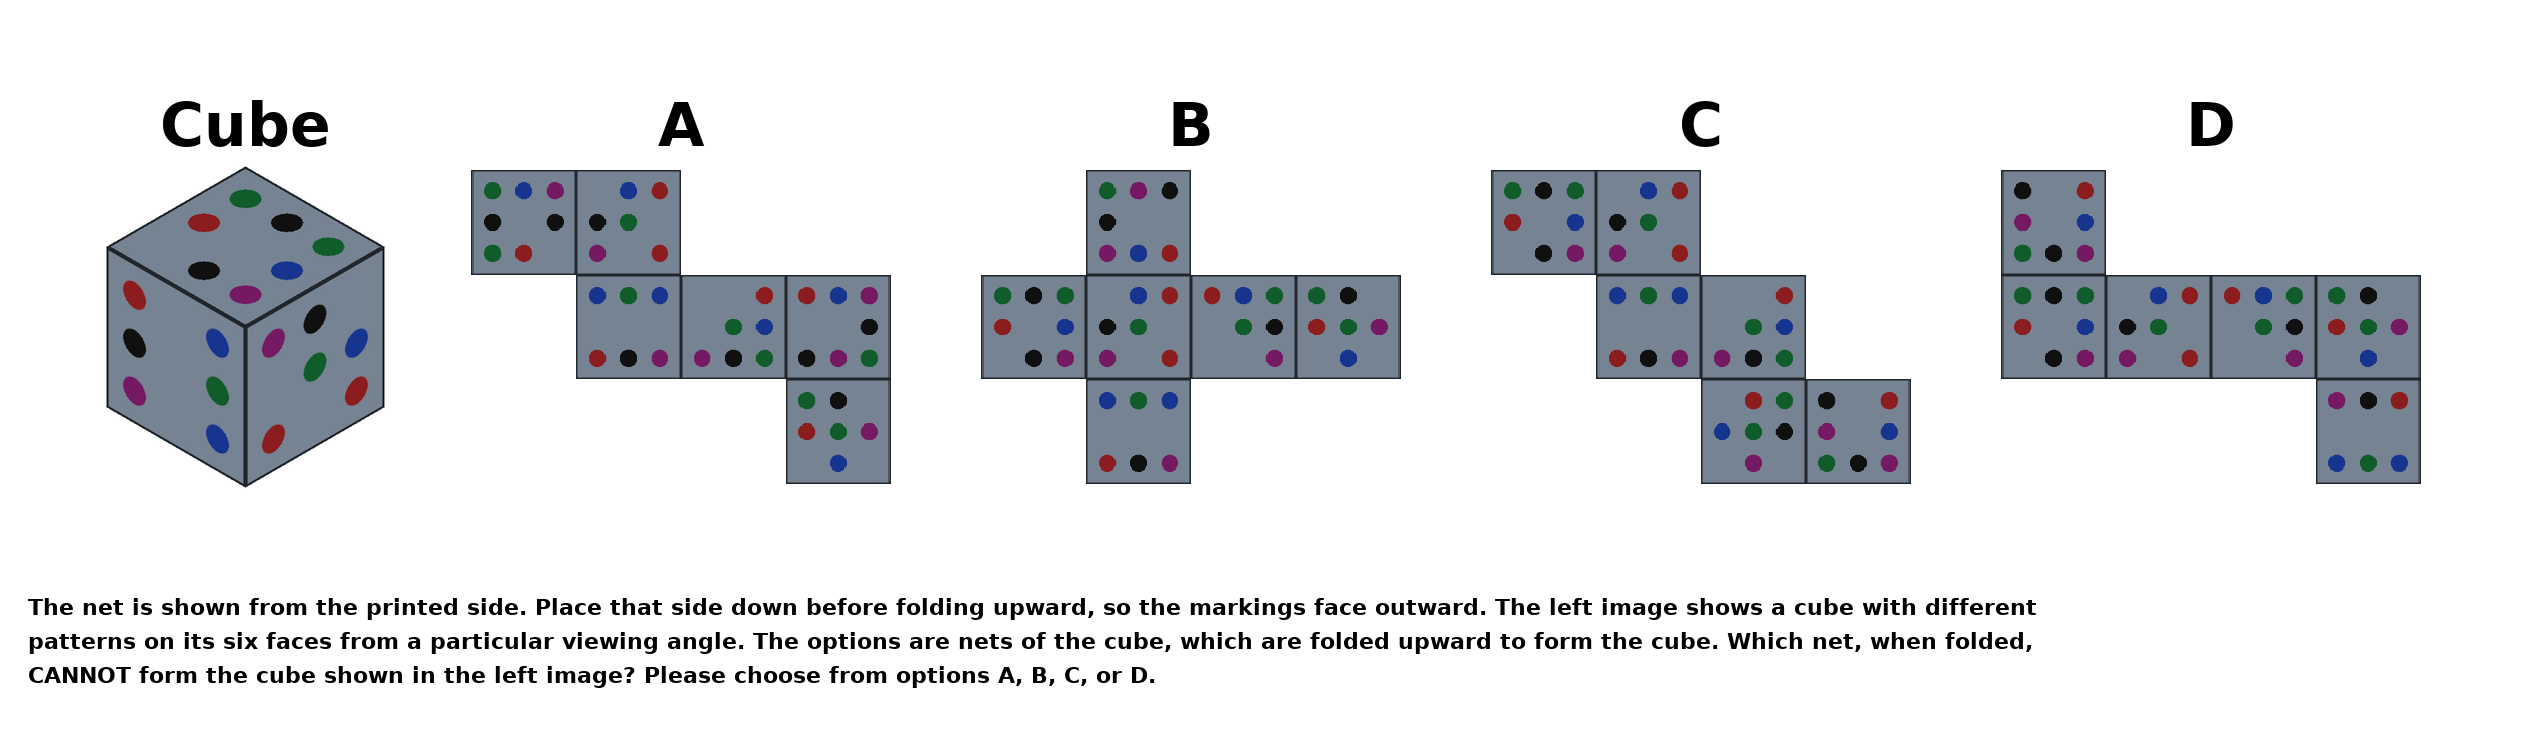 Cube
A
B
C
D
The net is shown from the printed side. Place that side down before folding upward, so the markings face outward. The left image shows a cube with different
patterns on its six faces from a particular viewing angle. The options are nets of the cube, which are folded upward to form the cube. Which net, when folded,
CANNOT form the cube shown in the left image? Please choose from options A, B, C, or D.